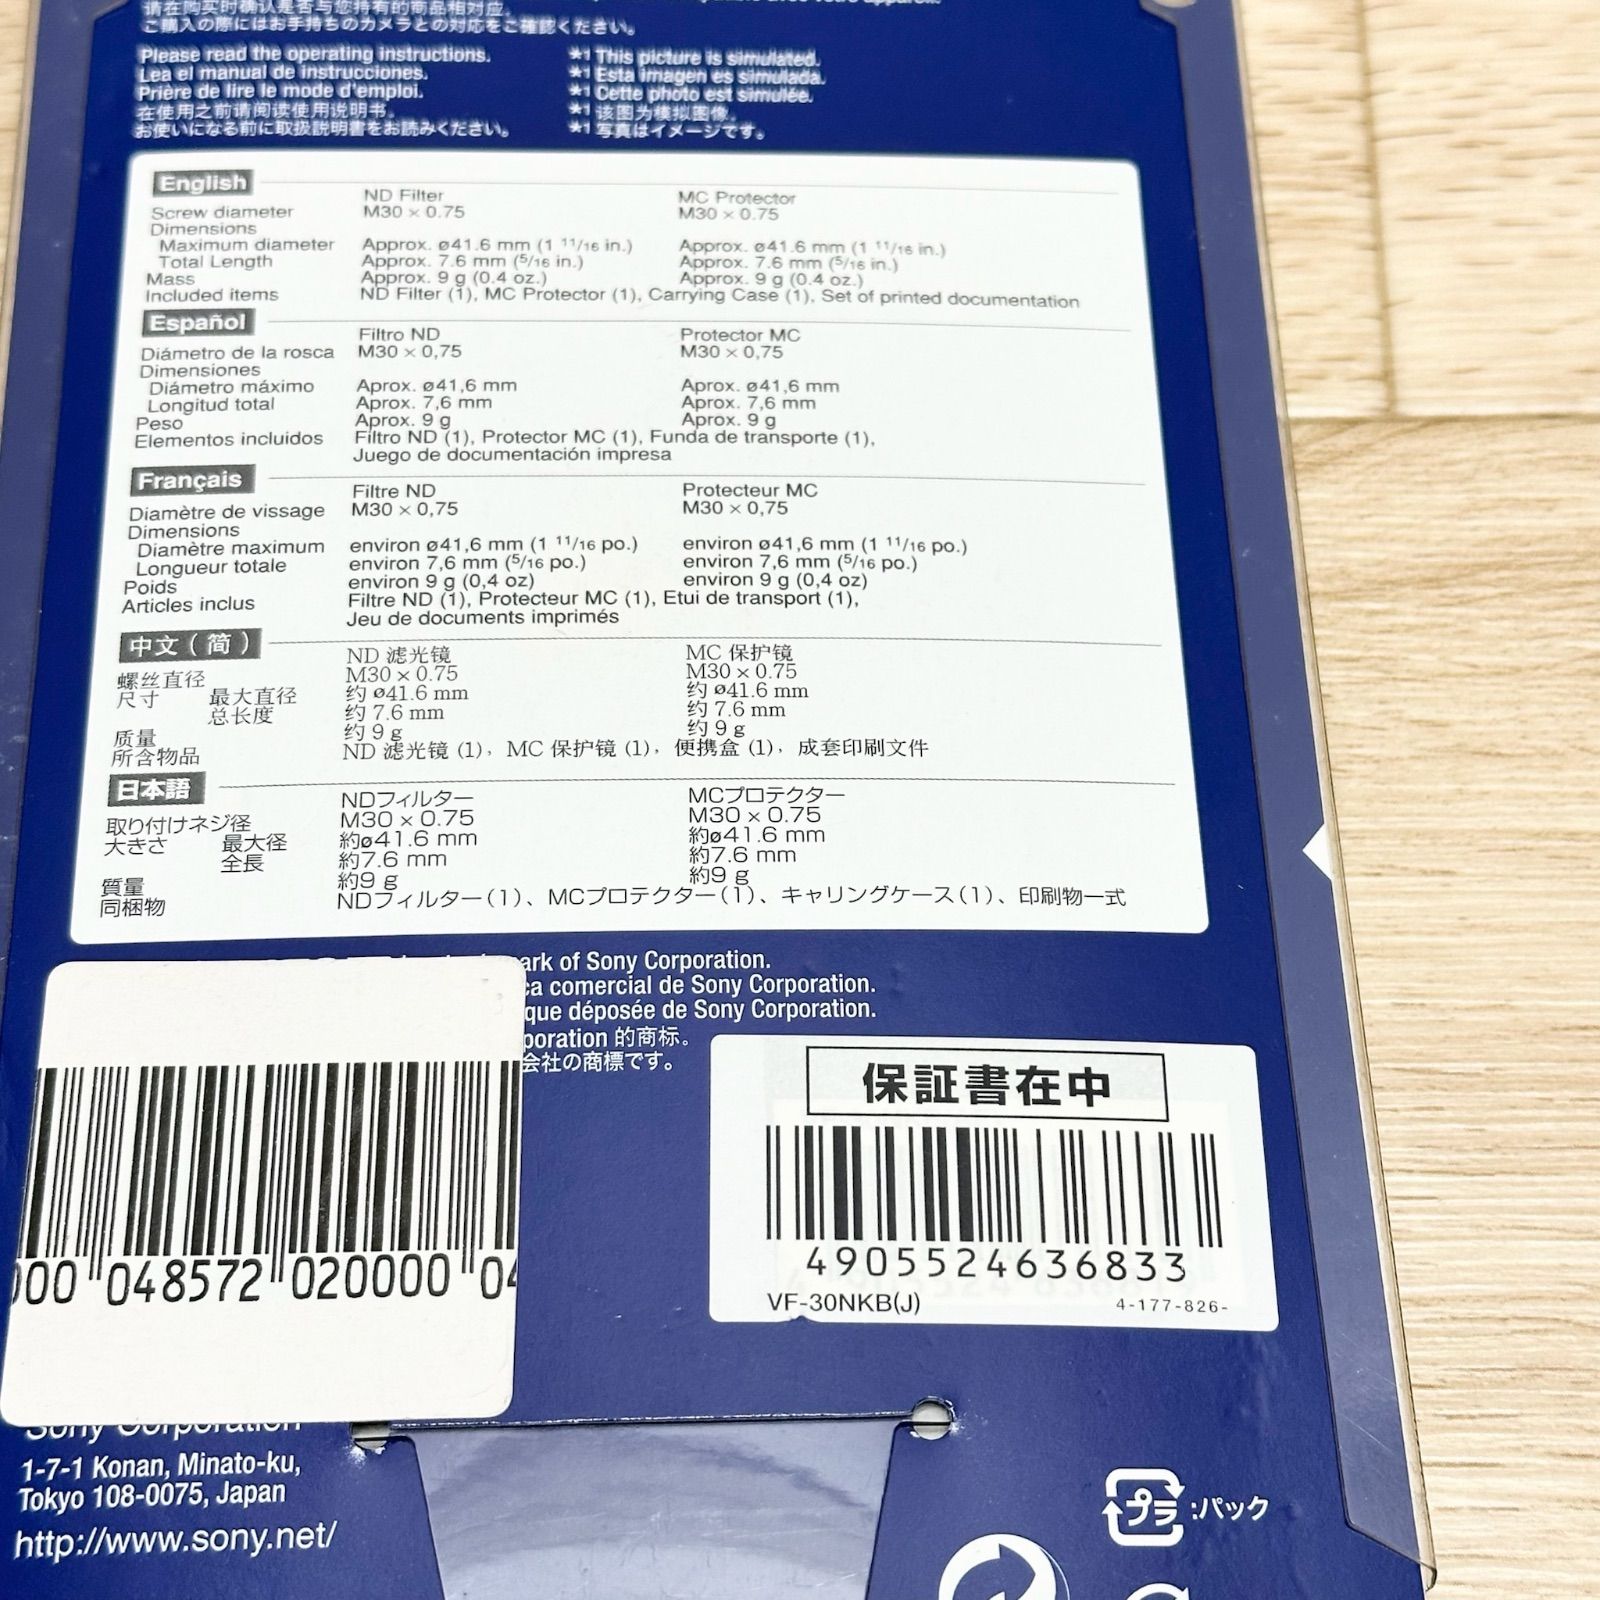 请在购买时确认是否与您持有的商品相对应。
ご購入の際にはお手持ちのカメラとの対応をご確認ください。
Please read the operating instructions.
Lea el manual de instrucciones.
Prière de lire le mode d'emploi.
在使用之前请阅读使用说明书。
お使いになる前に取扱説明書をお読みください。
★1 This picture is simulated.
★1 Esta imagen es simulada.
★1 Cette photo est simulée.
★1 该图为模拟图像。
★1 写真はイメージです。
English
ND Filter MC Protector
Screw diameter M30 × 0.75 M30 × 0.75
Dimensions
Maximum diameter Approx. ø41.6 mm (1 11/16 in.) Approx. ø41.6 mm (1 11/16 in.)
Total Length Approx. 7.6 mm (5/16 in.) Approx. 7.6 mm (5/16 in.)
Mass Approx. 9 g (0.4 oz.) Approx. 9 g (0.4 oz.)
Included items ND Filter (1), MC Protector (1), Carrying Case (1), Set of printed documentation
Español
Filtro ND Protector MC
Diámetro de la rosca M30 × 0,75 M30 × 0,75
Dimensiones
Diámetro máximo Aprox. ø41,6 mm Aprox. ø41,6 mm
Longitud total Aprox. 7,6 mm Aprox. 7,6 mm
Peso Aprox. 9 g Aprox. 9 g
Elementos incluidos Filtro ND (1), Protector MC (1), Funda de transporte (1),
Juego de documentación impresa
Français
Filtre ND Protecteur MC
Diamètre de vissage M30 × 0,75 M30 × 0,75
Dimensions
Diamètre maximum environ ø41,6 mm (1 11/16 po.) environ ø41,6 mm (1 11/16 po.)
Longueur totale environ 7,6 mm (5/16 po.) environ 7,6 mm (5/16 po.)
Poids environ 9 g (0,4 oz) environ 9 g (0,4 oz)
Articles inclus Filtre ND (1), Protecteur MC (1), Etui de transport (1),
Jeu de documents imprimés
中文（简）
ND 滤光镜 MC 保护镜
螺丝直径 M30 × 0.75 M30 × 0.75
尺寸 最大直径 约 ø41.6 mm 约 ø41.6 mm
总长度 约 7.6 mm 约 7.6 mm
质量 约 9 g 约 9 g
所含物品 ND 滤光镜 (1)，MC 保护镜 (1)，便携盒 (1)，成套印刷文件
日本語
NDフィルター MCプロテクター
取り付けネジ径 M30 × 0.75 M30 × 0.75
大きさ 最大径 約ø41.6 mm 約ø41.6 mm
全長 約7.6 mm 約7.6 mm
質量 約9 g 約9 g
同梱物 NDフィルター（1）、MCプロテクター（1）、キャリングケース（1）、印刷物一式
ark of Sony Corporation.
ca comercial de Sony Corporation.
que déposée de Sony Corporation.
poration 的商标。
会社の商標です。
000 "048572"020000"04
保証書在中
4905524636833
VF-30NKB(J) 4-177-826-
Sony Corporation
1-7-1 Konan, Minato-ku,
Tokyo 108-0075, Japan
http://www.sony.net/
プラ :パック